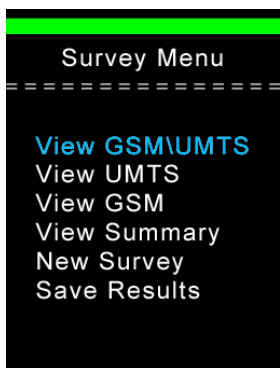 Survey Menu
==================
View GSM\UMTS
View UMTS
View GSM
View Summary
New Survey
Save Results